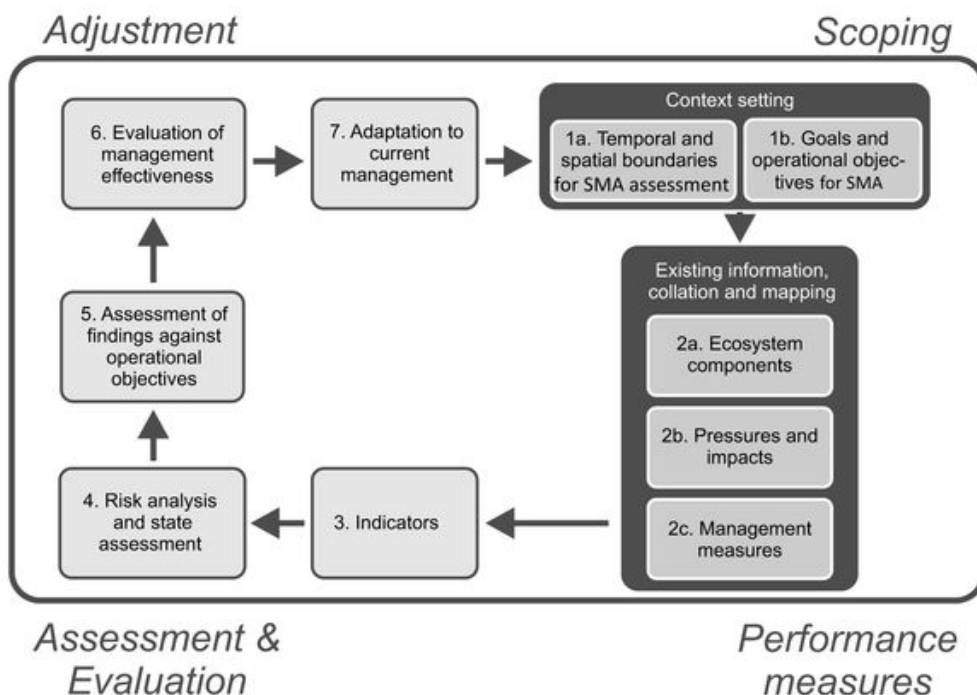 Adjustment
Scoping
6. Evaluation of
management
effectiveness
7. Adaptation to
current
management
Context setting
1a. Temporal and
spatial boundaries
for SMA assessment
1b. Goals and
operational objec-
tives for SMA
Existing information,
collation and mapping
2a. Ecosystem
components
2b. Pressures and
impacts
2c. Management
measures
3. Indicators
4. Risk analysis
and state
assessment
5. Assessment of
findings against
operational
objectives
Assessment &
Evaluation
Performance
measures